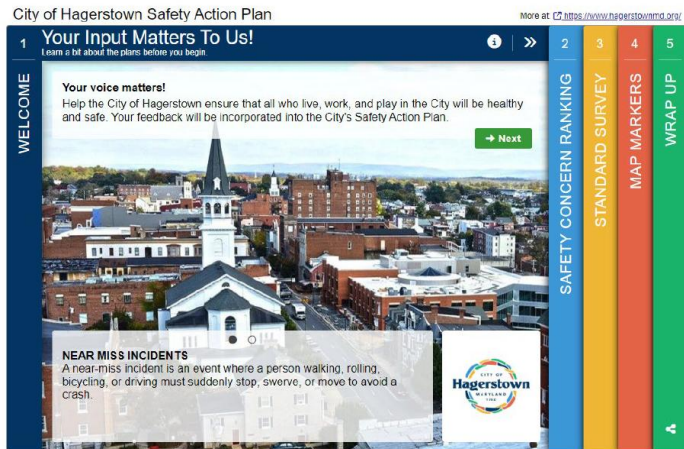 City of Hagerstown Safety Action Plan
More at: https://www.hagerstownmd.org/
1
Your Input Matters To Us!
Learn a bit about the plans before you begin.
WELCOME
Your voice matters!
Help the City of Hagerstown ensure that all who live, work, and play in the City will be healthy
and safe. Your feedback will be incorporated into the City's Safety Action Plan.
Next
NEAR MISS INCIDENTS
A near-miss incident is an event where a person walking, rolling,
bicycling, or driving must suddenly stop, swerve, or move to avoid a
crash.
CITY OF
Hagerstown
MARYLAND
2
SAFETY CONCERN RANKING
3
STANDARD SURVEY
4
MAP MARKERS
5
WRAP UP